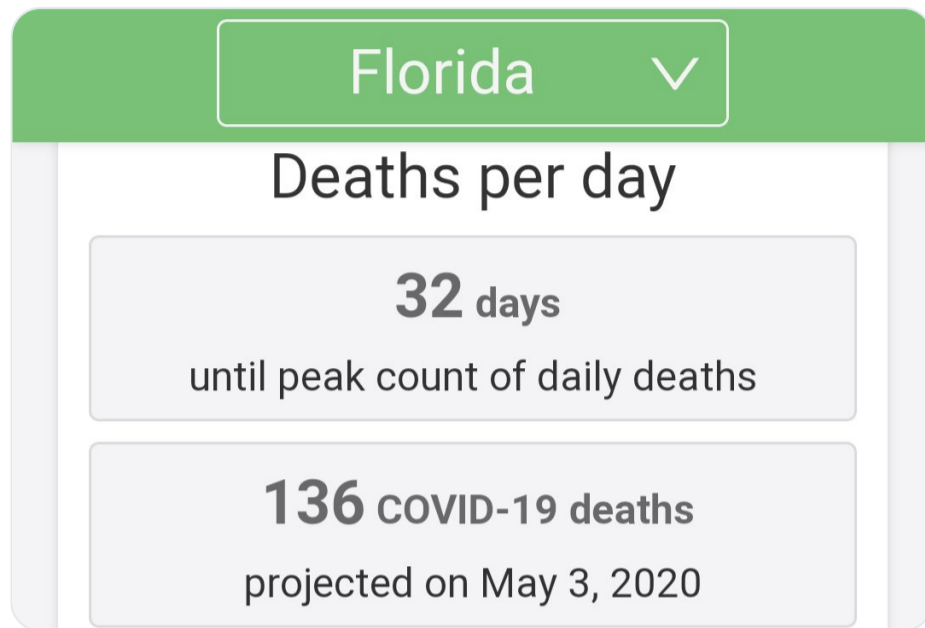 Florida
Deaths per day
32 days
until peak count of daily deaths
136 COVID-19 deaths
projected on May 3, 2020